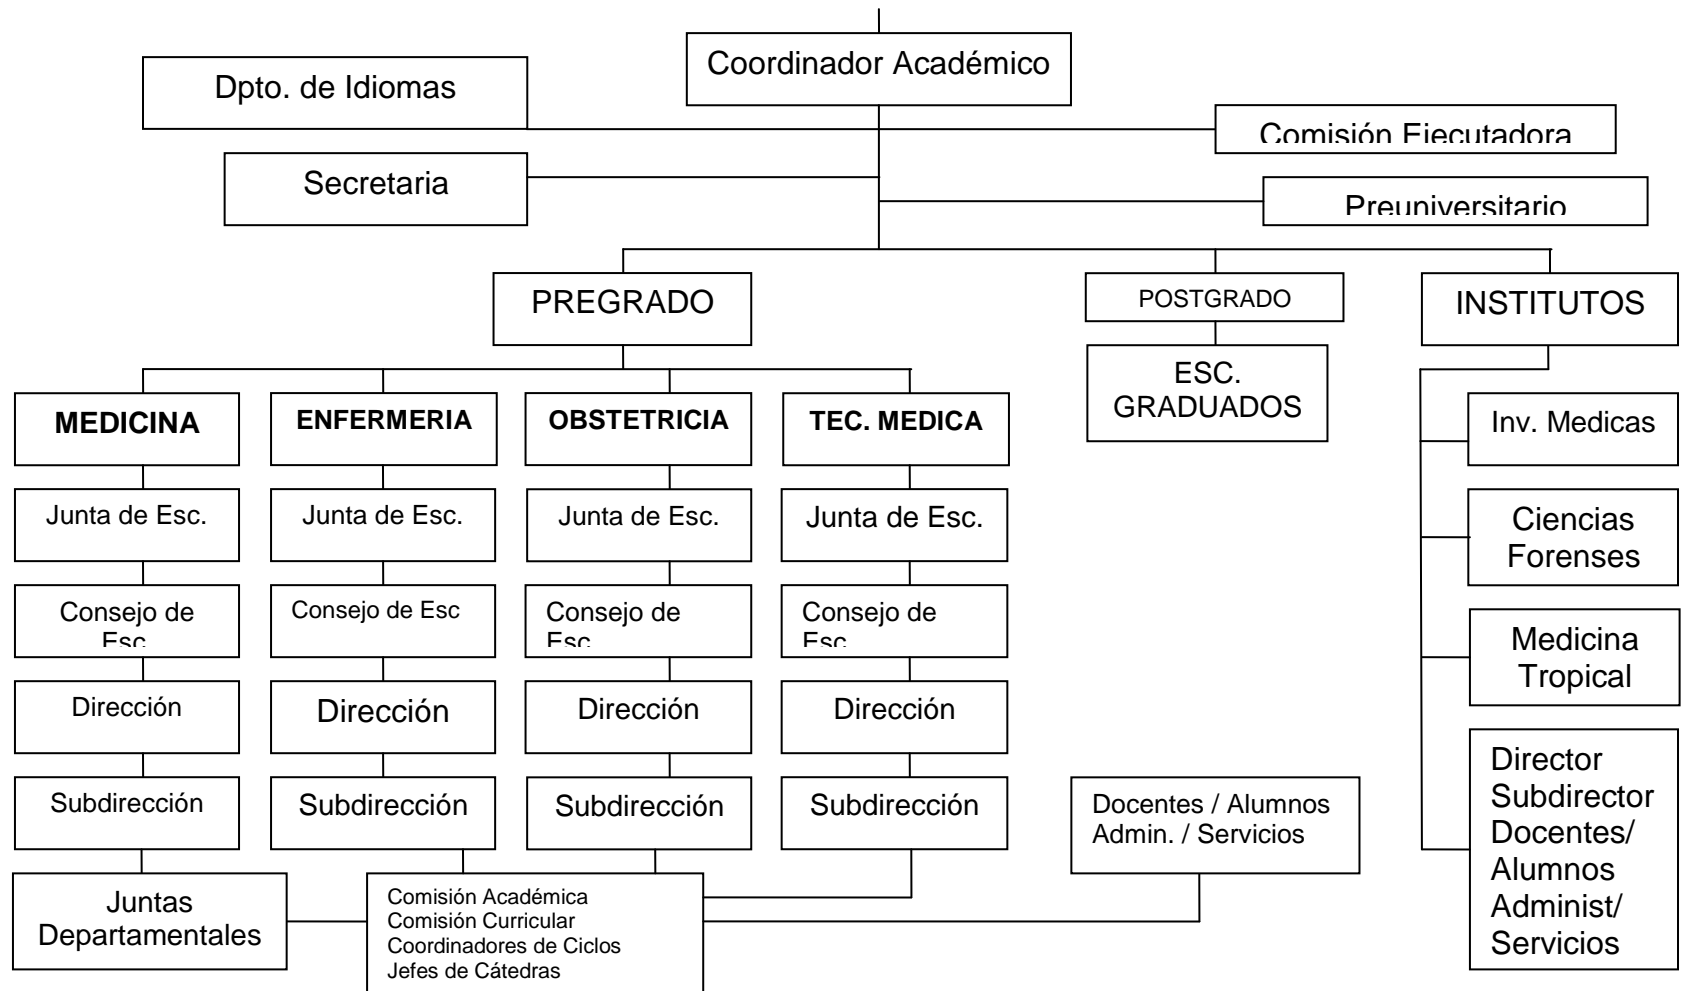 Coordinador Académico
Dpto. de Idiomas
Comisión Ejecutadora
Secretaria
Preuniversitario
PREGRADO
POSTGRADO
INSTITUTOS
ESC.
GRADUADOS
MEDICINA
ENFERMERIA
OBSTETRICIA
TEC. MEDICA
Inv. Medicas
Junta de Esc.
Junta de Esc.
Junta de Esc.
Junta de Esc.
Ciencias
Forenses
Consejo de
Esc
Consejo de Esc
Consejo de
Esc
Consejo de
Esc
Medicina
Tropical
Dirección
Dirección
Dirección
Dirección
Subdirección
Subdirección
Subdirección
Subdirección
Docentes / Alumnos
Admin. / Servicios
Director
Subdirector
Docentes/
Alumnos
Administ/
Servicios
Juntas
Departamentales
Comisión Académica
Comisión Curricular
Coordinadores de Ciclos
Jefes de Cátedras